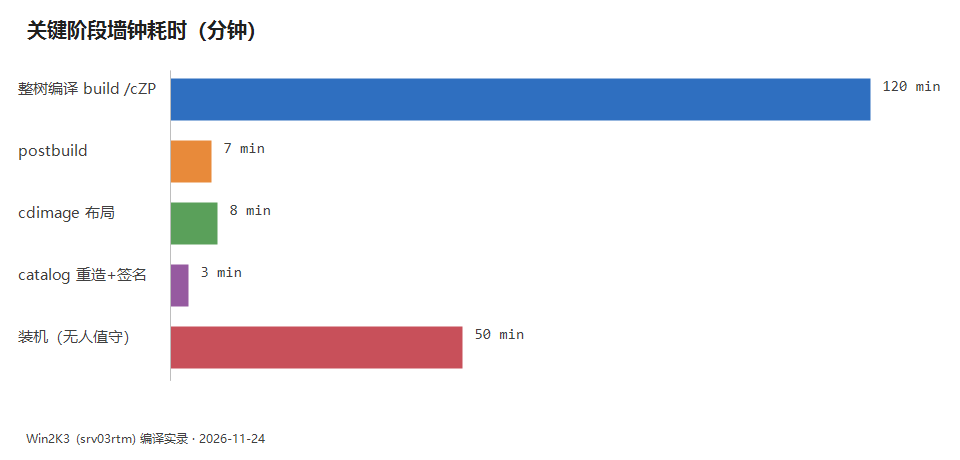 关键阶段墙钟耗时（分钟）
整树编译 build /cZP
120 min
postbuild
7 min
cdimage 布局
8 min
catalog 重造+签名
3 min
装机（无人值守）
50 min
Win2K3 (srv03rtm) 编译实录 · 2026-11-24